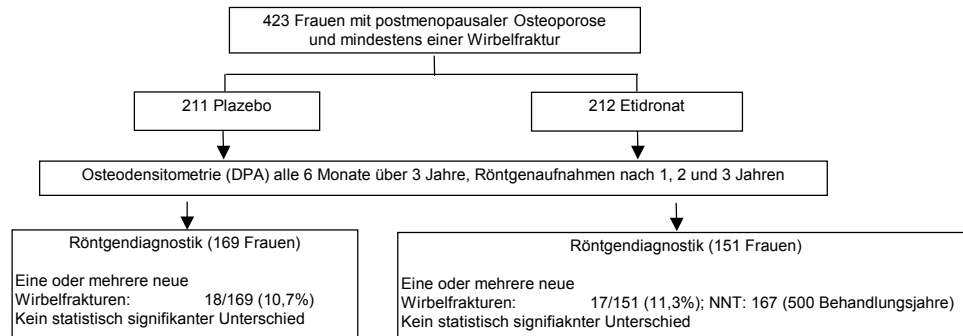 423 Frauen mit postmenopausaler Osteoporose
und mindestens einer Wirbelfraktur
211 Plazebo
212 Etidronat
Osteodensitometrie (DPA) alle 6 Monate über 3 Jahre, Röntgenaufnahmen nach 1, 2 und 3 Jahren
Röntgendiagnostik (169 Frauen)
Eine oder mehrere neue
Wirbelfrakturen: 18/169 (10,7%)
Kein statistisch signifikanter Unterschied
Röntgendiagnostik (151 Frauen)
Eine oder mehrere neue
Wirbelfrakturen: 17/151 (11,3%); NNT: 167 (500 Behandlungsjahre)
Kein statistisch signifiaknter Unterschied